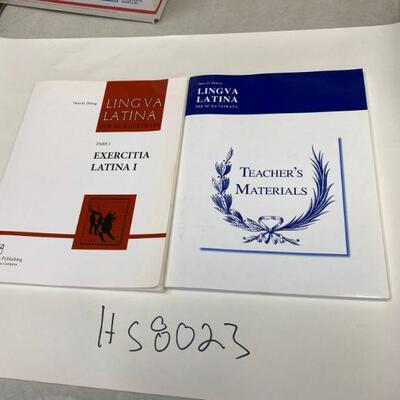 Hans H. Ørberg
LINGVA
LATINA
PER SE ILLVSTRATA
PARS I
EXERCITIA
LATINA I
Publishing
Hans H. Ørberg
LINGVA
LATINA
PER SE ILLVSTRATA
TEACHER'S
MATERIALS
HS8023